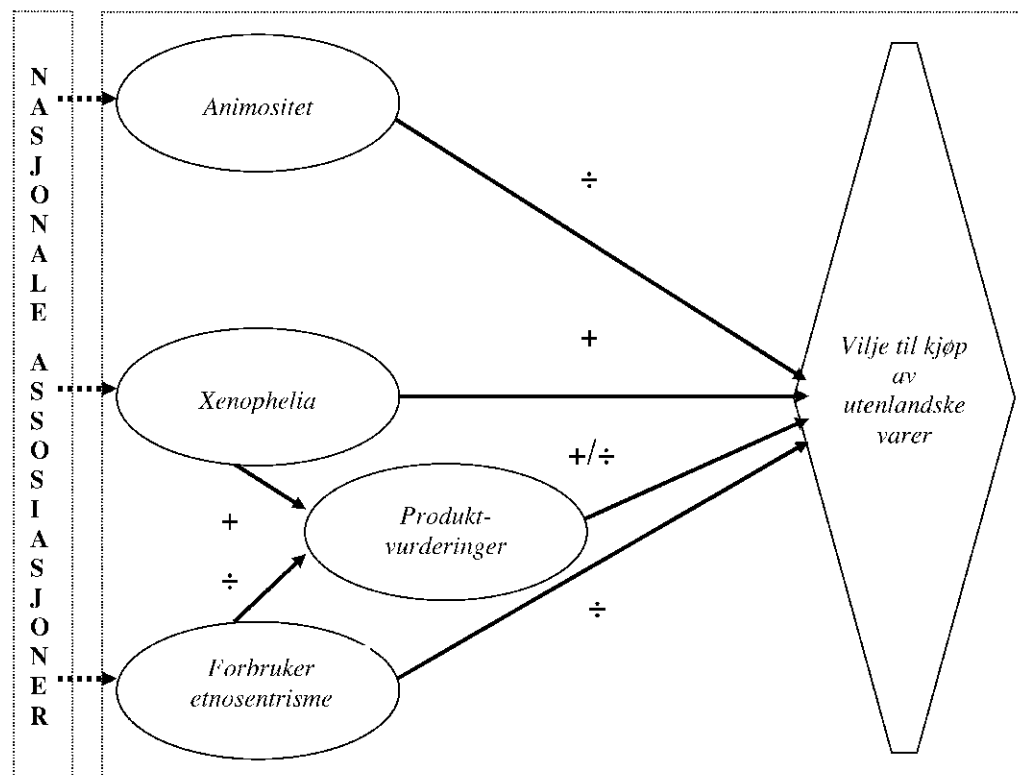 NASJONALE ASSOSIASJONER
Animositet
÷
+
Xenophelia
Vilje til kjøp
av
utenlandske
varer
+/÷
+
Produkt-
vurderinger
÷
÷
Forbruker
etnosentrisme